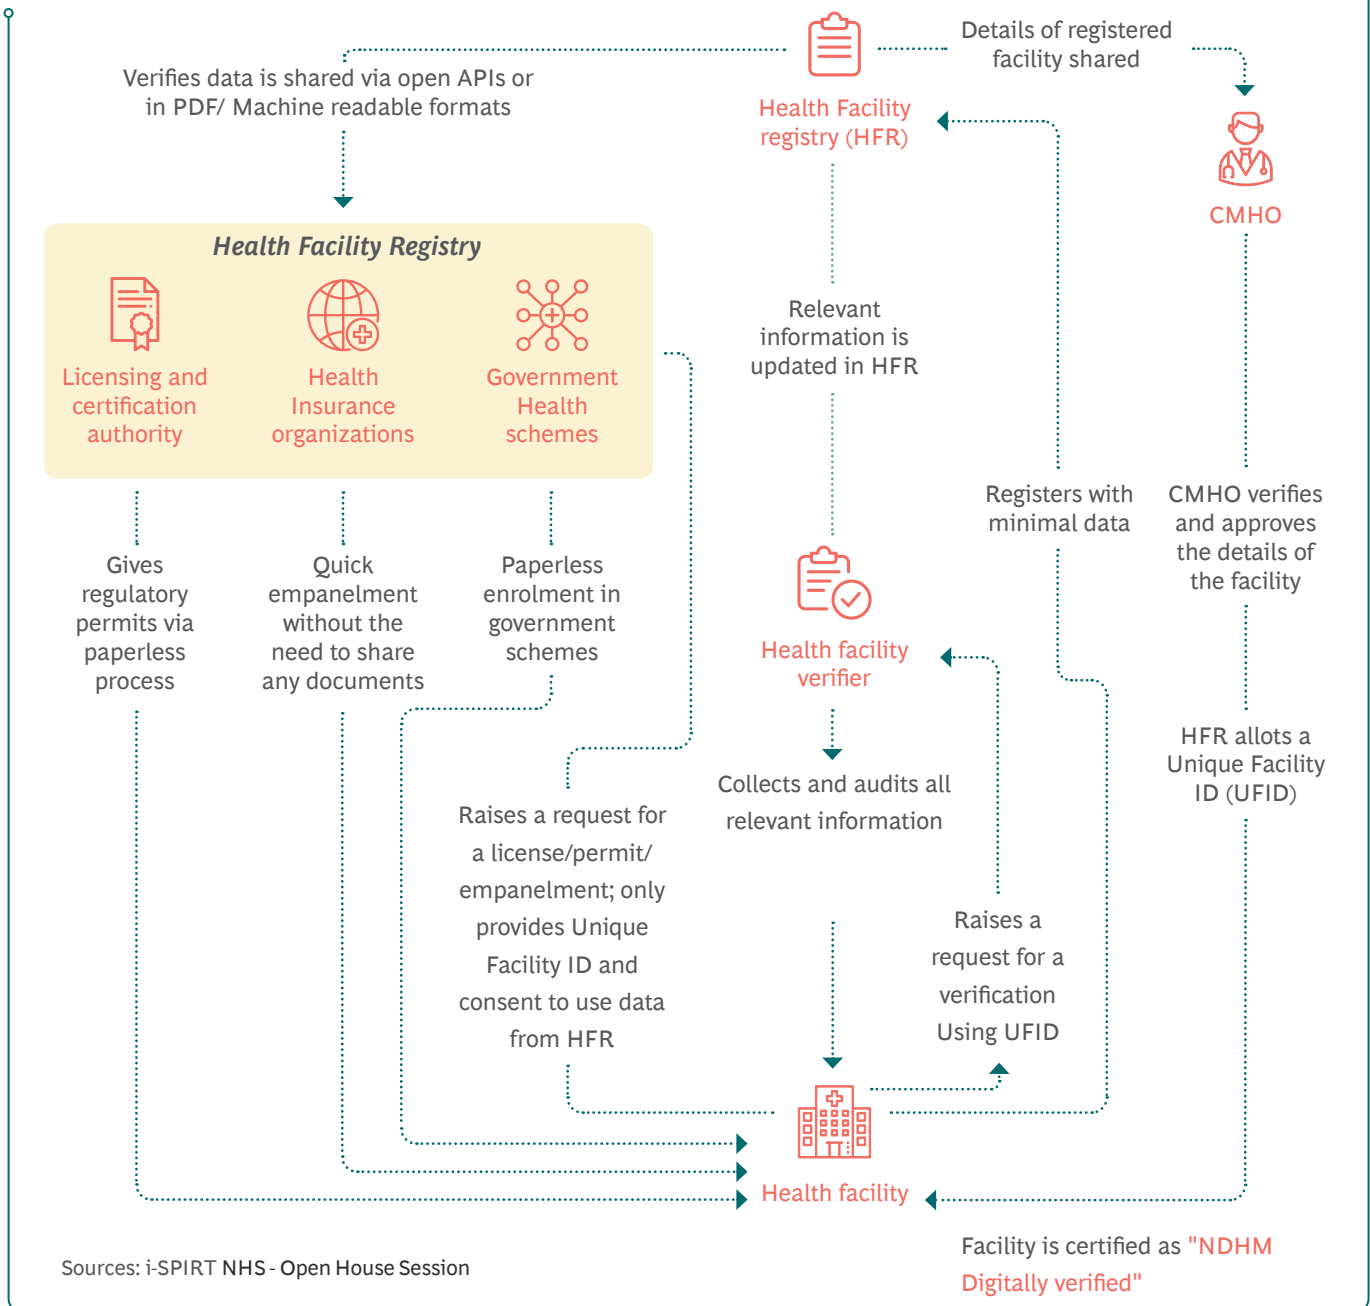 Details of registered
facility shared
Verifies data is shared via open APIs or
in PDF/ Machine readable formats
Health Facility
registry (HFR)
CMHO
Health Facility Registry
Licensing and
certification
authority
Health
Insurance
organizations
Government
Health
schemes
Relevant
information is
updated in HFR
Registers with
minimal data
CMHO verifies
and approves
the details of
the facility
Gives
regulatory
permits via
paperless
process
Quick
empanelment
without the
need to share
any documents
Paperless
enrolment in
government
schemes
Health facility
verifier
HFR allots a
Unique Facility
ID (UFID)
Collects and audits all
relevant information
Raises a request for
a license/permit/
empanelment; only
provides Unique
Facility ID and
consent to use data
from HFR
Raises a
request for a
verification
Using UFID
Health facility
Facility is certified as "NDHM
Digitally verified"
Sources: i-SPIRT NHS - Open House Session